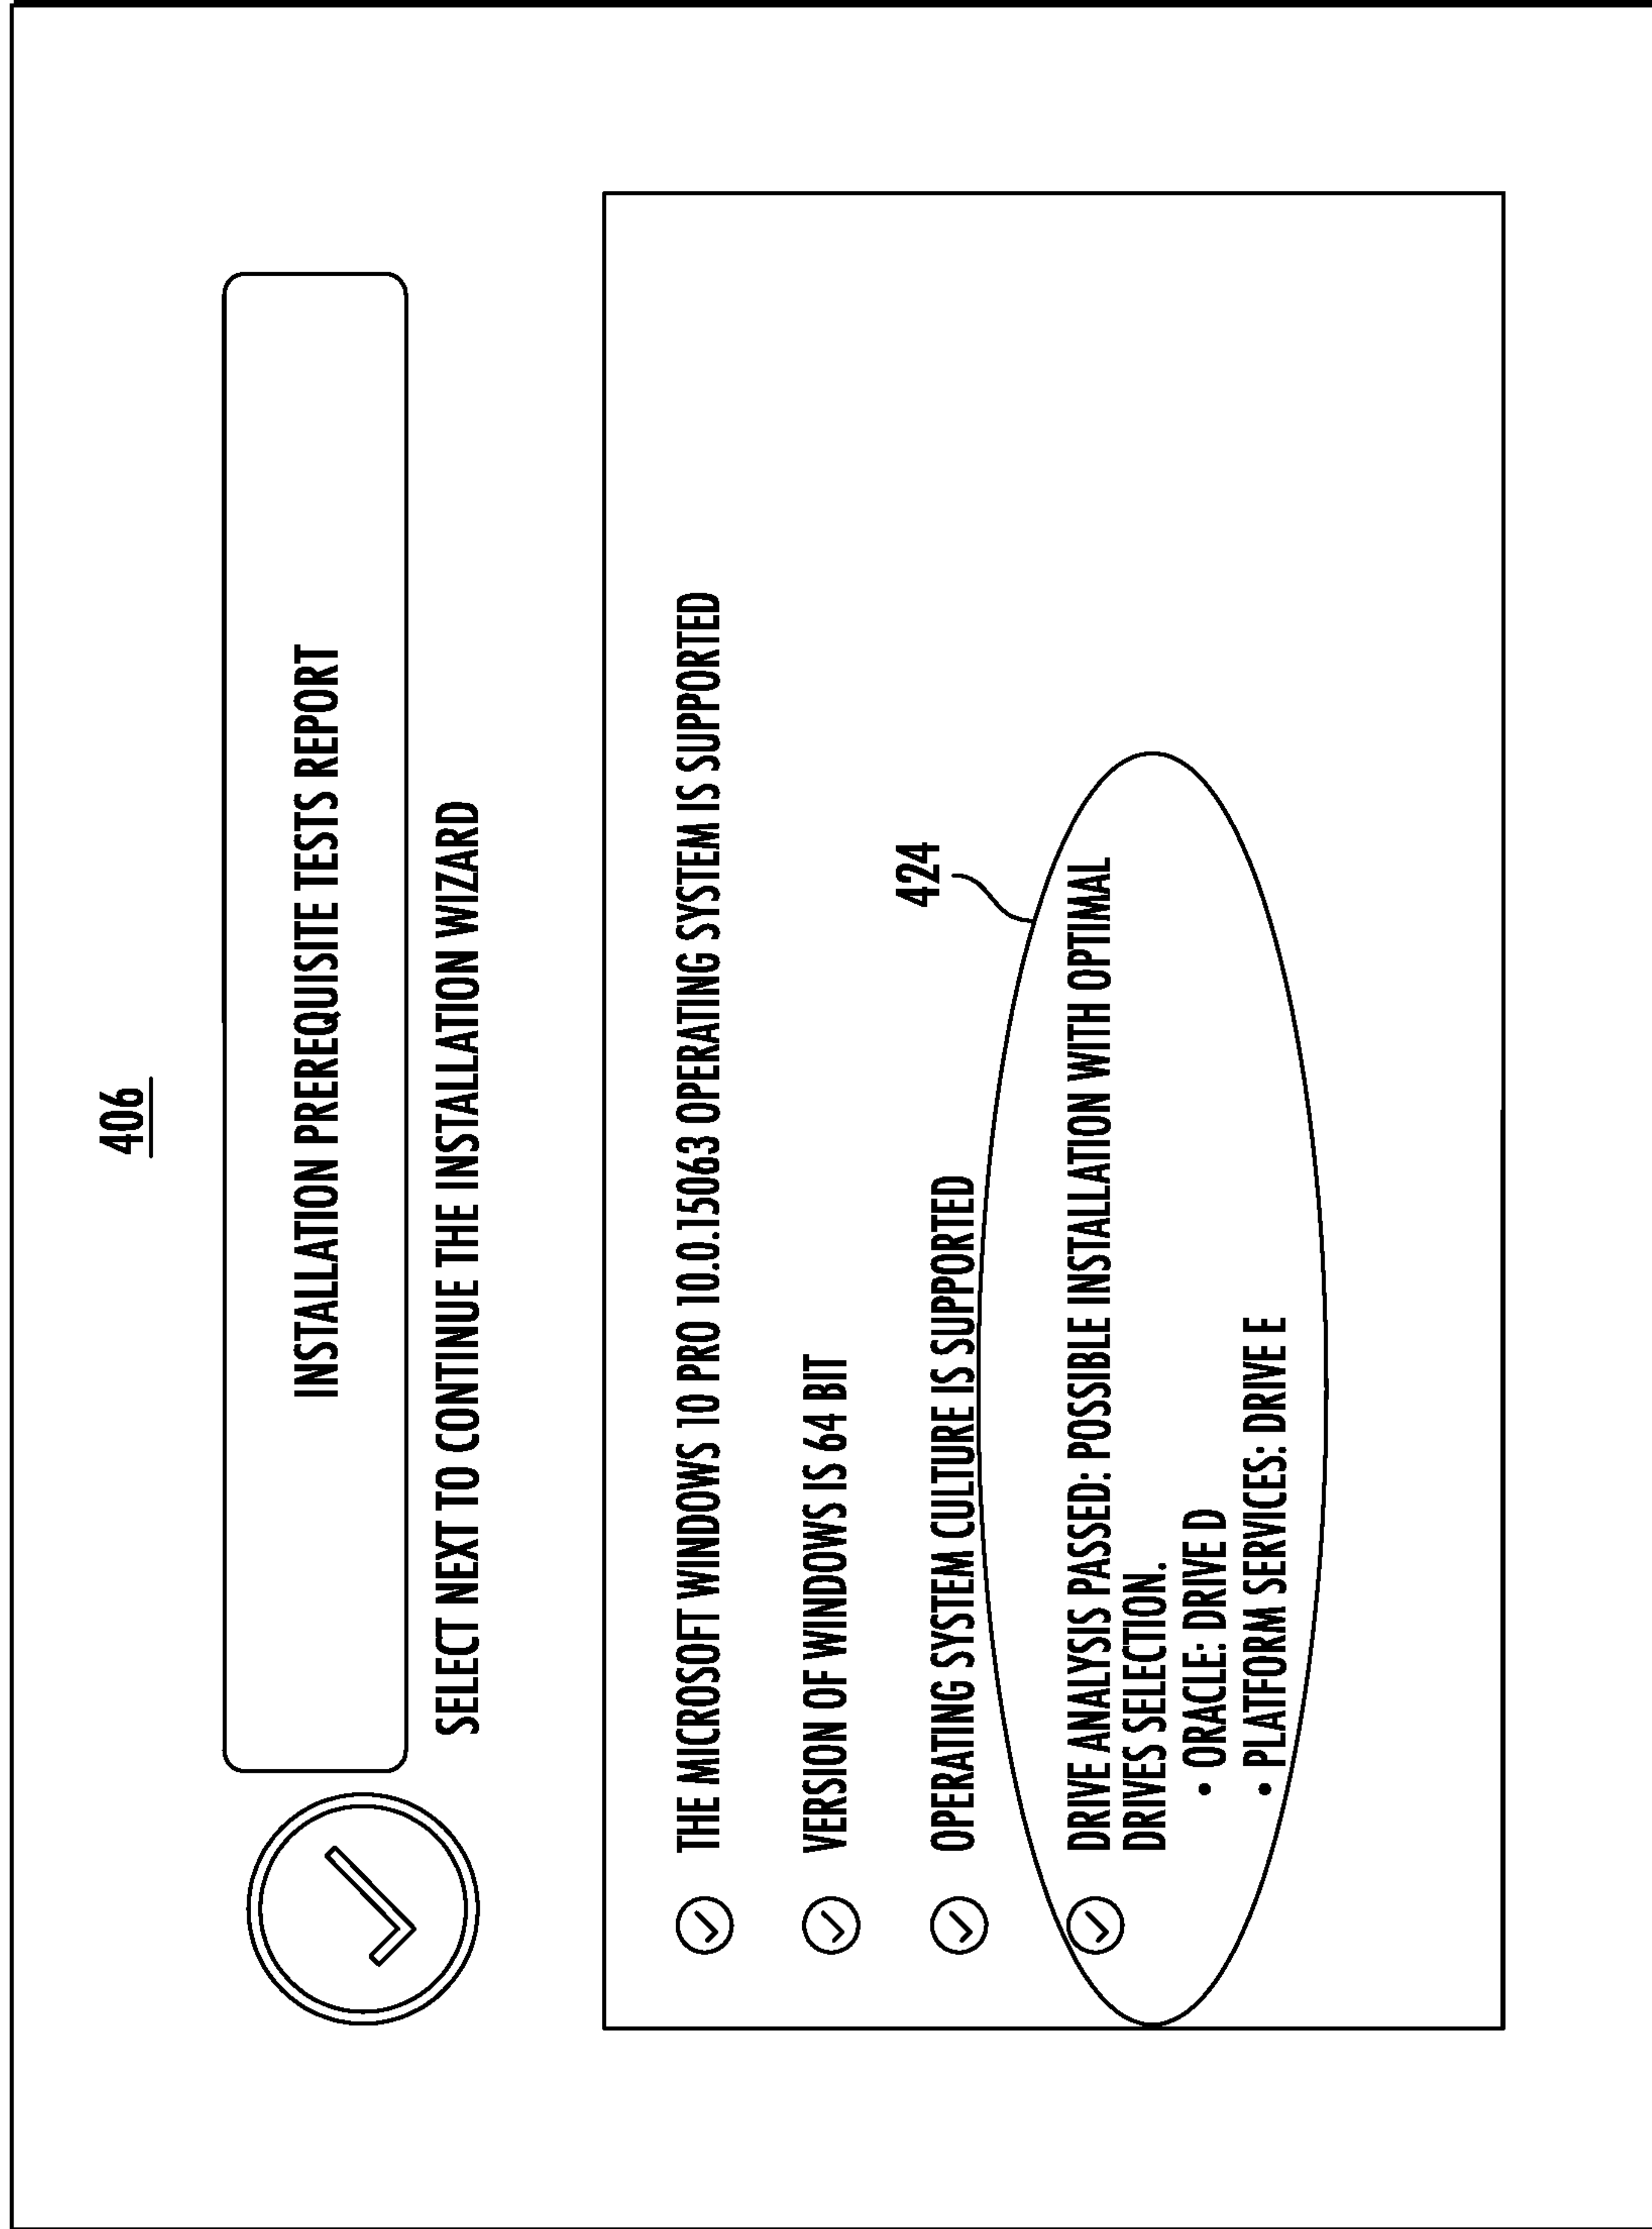 406
INSTALLATION PREREQUISITE TESTS REPORT
SELECT NEXT TO CONTINUE THE INSTALLATION WIZARD
THE MICROSOFT WINDOWS 10 PRO 10.0.15063 OPERATING SYSTEM IS SUPPORTED
VERSION OF WINDOWS IS 64 BIT
OPERATING SYSTEM CULTURE IS SUPPORTED
424
DRIVE ANALYSIS PASSED: POSSIBLE INSTALLATION WITH OPTIMAL
DRIVES SELECTION.
• ORACLE: DRIVE D
• PLATFORM SERVICES: DRIVE E